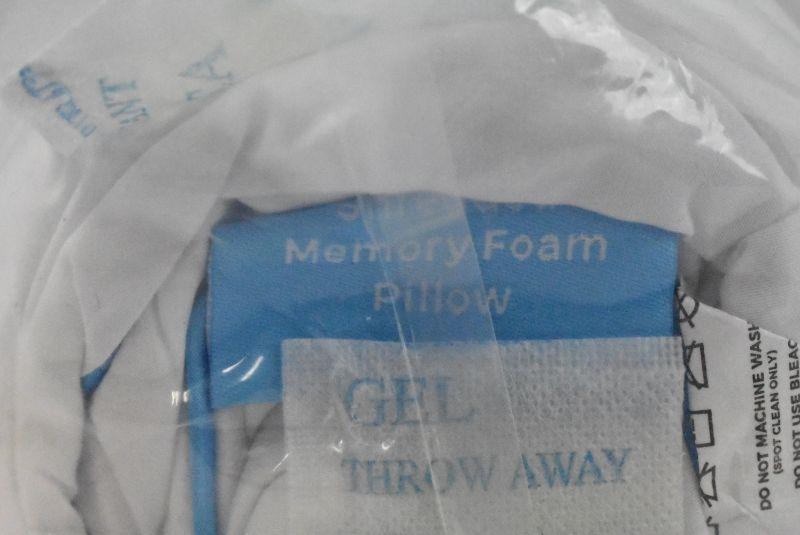 Memory Foam
Pillow
GEL
THROW AWAY
DO NOT MACHINE WASH
(SPOT CLEAN ONLY)
DO NOT USE BLEAC